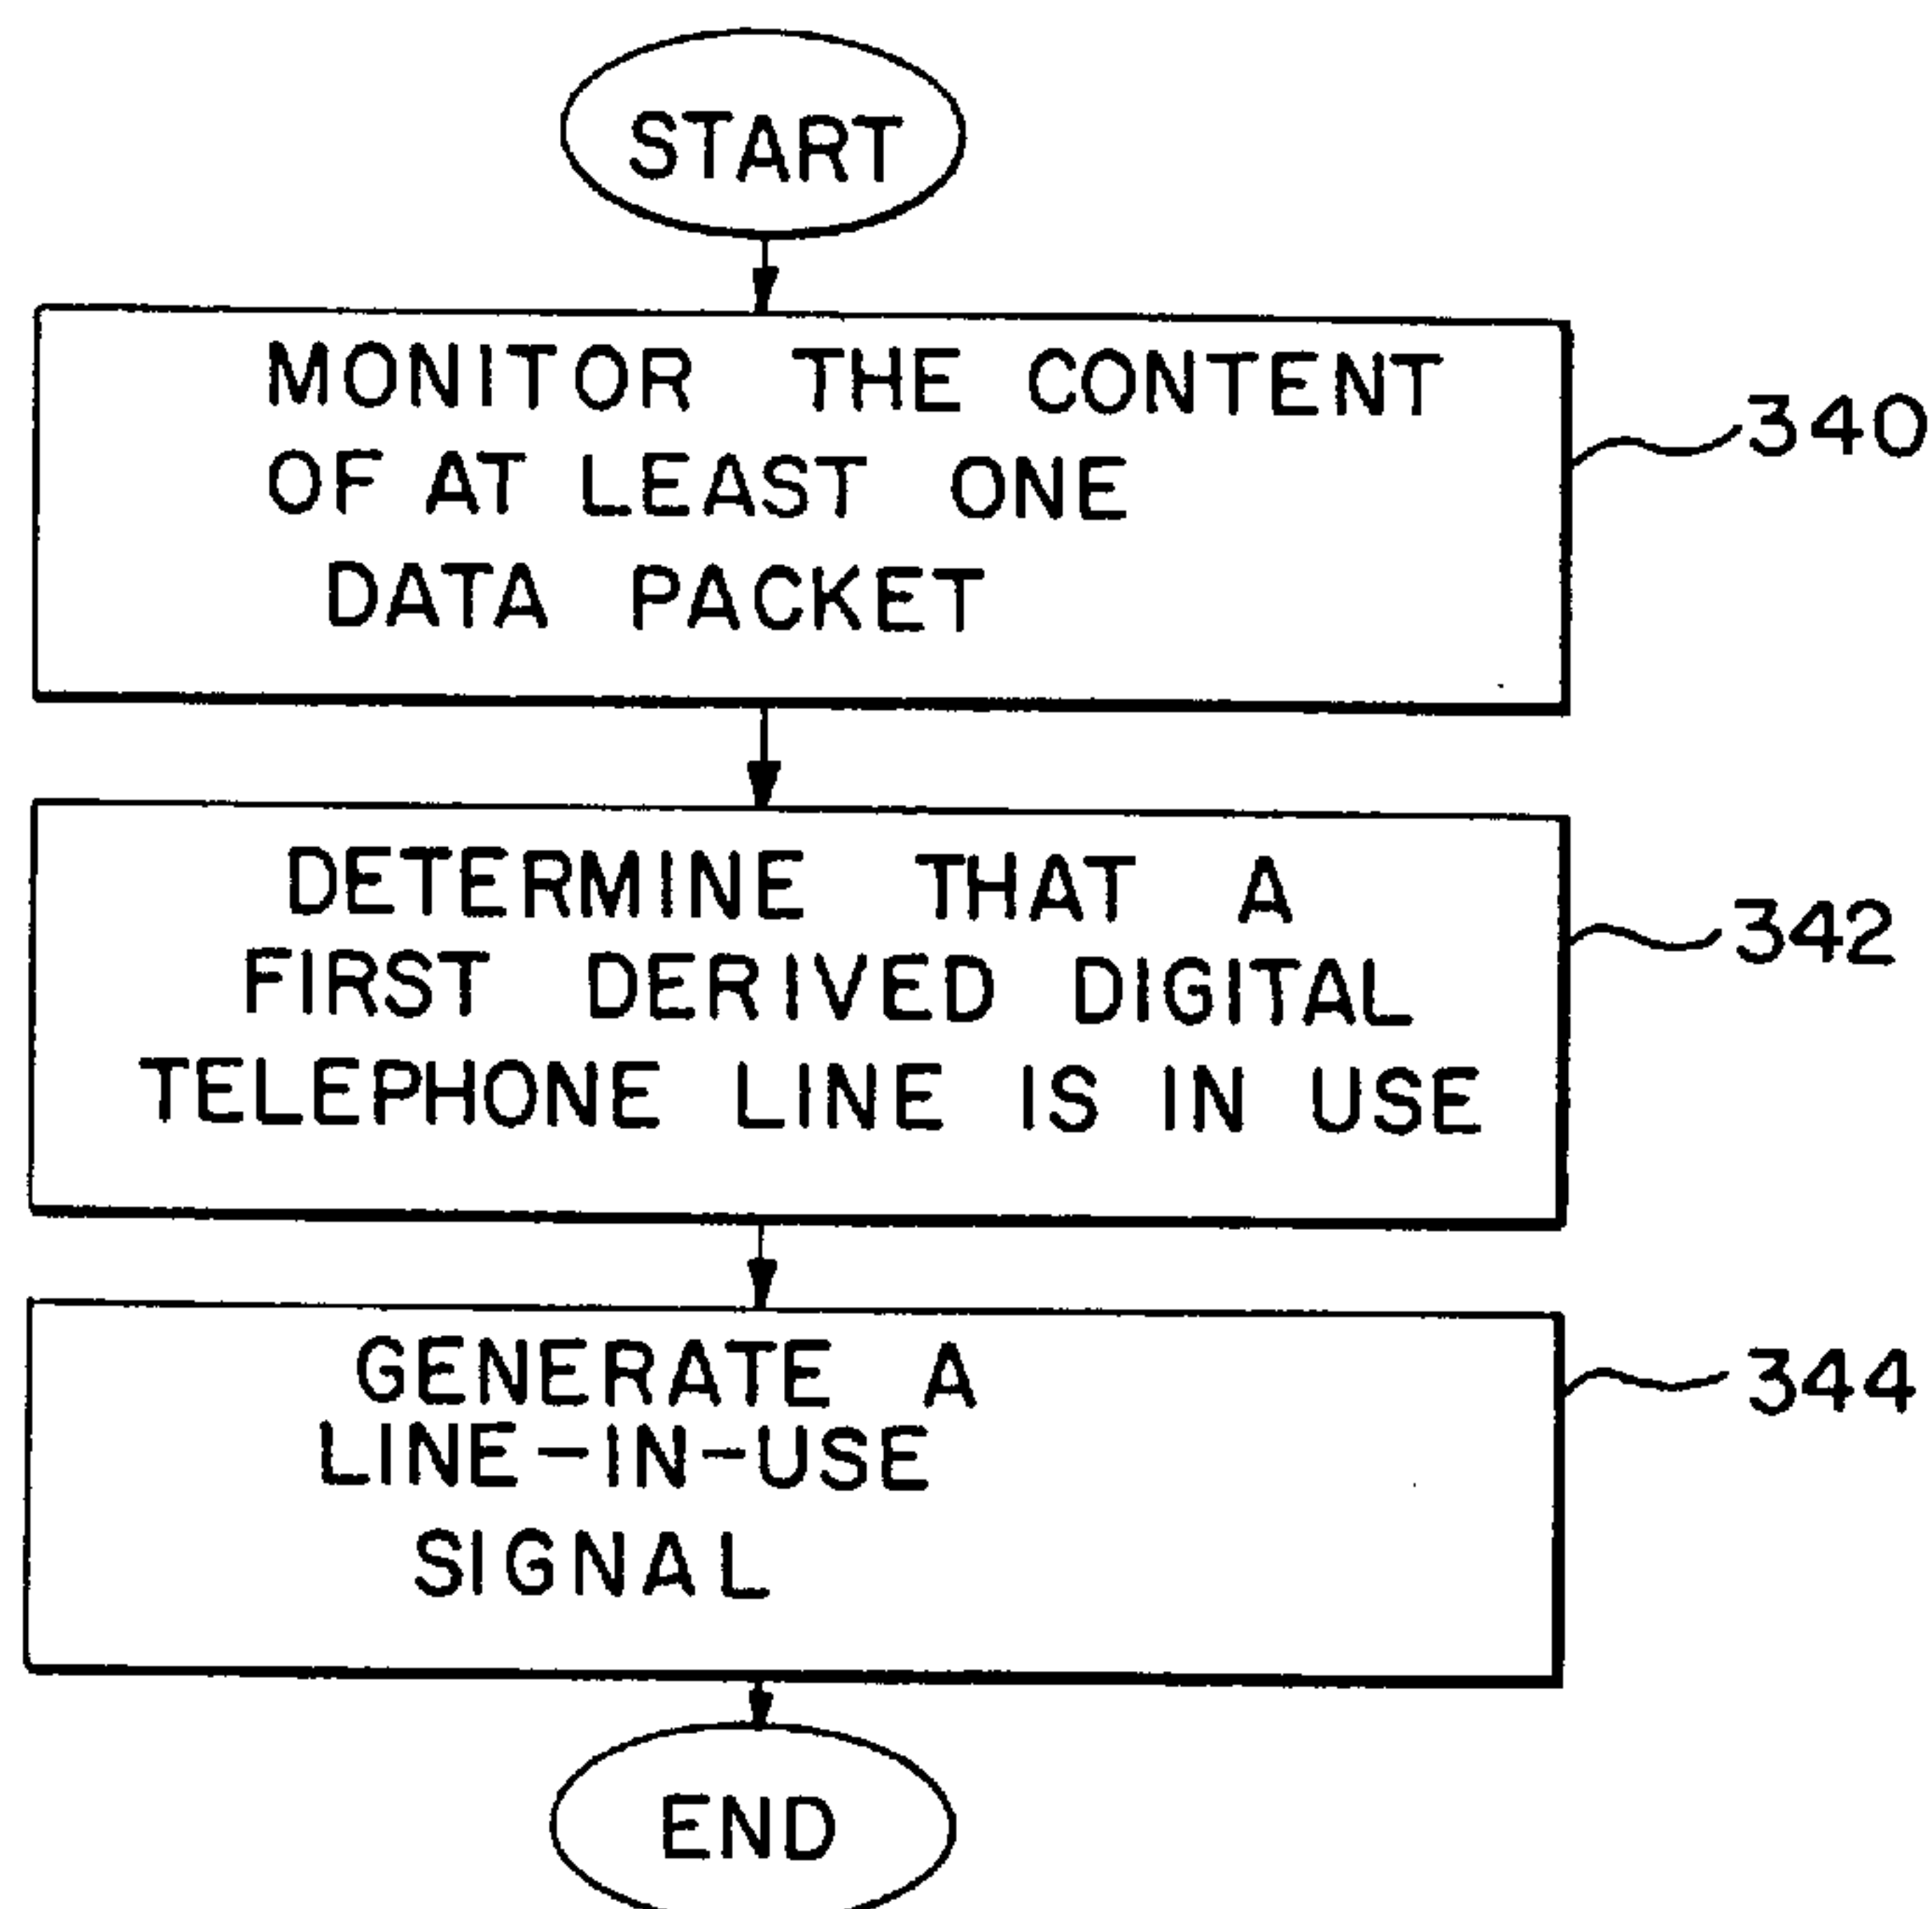 START
MONITOR THE CONTENT
OF AT LEAST ONE
DATA PACKET
340
DETERMINE THAT A
FIRST DERIVED DIGITAL
TELEPHONE LINE IS IN USE
342
GENERATE A
LINE-IN-USE
SIGNAL
344
END